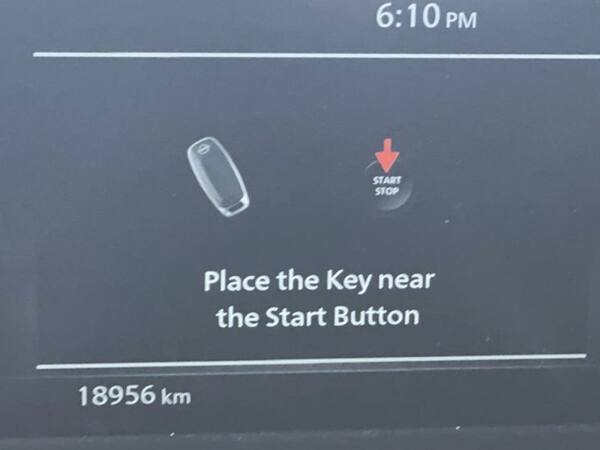 6:10 PM
START
STOP
Place the Key near
the Start Button
18956 km